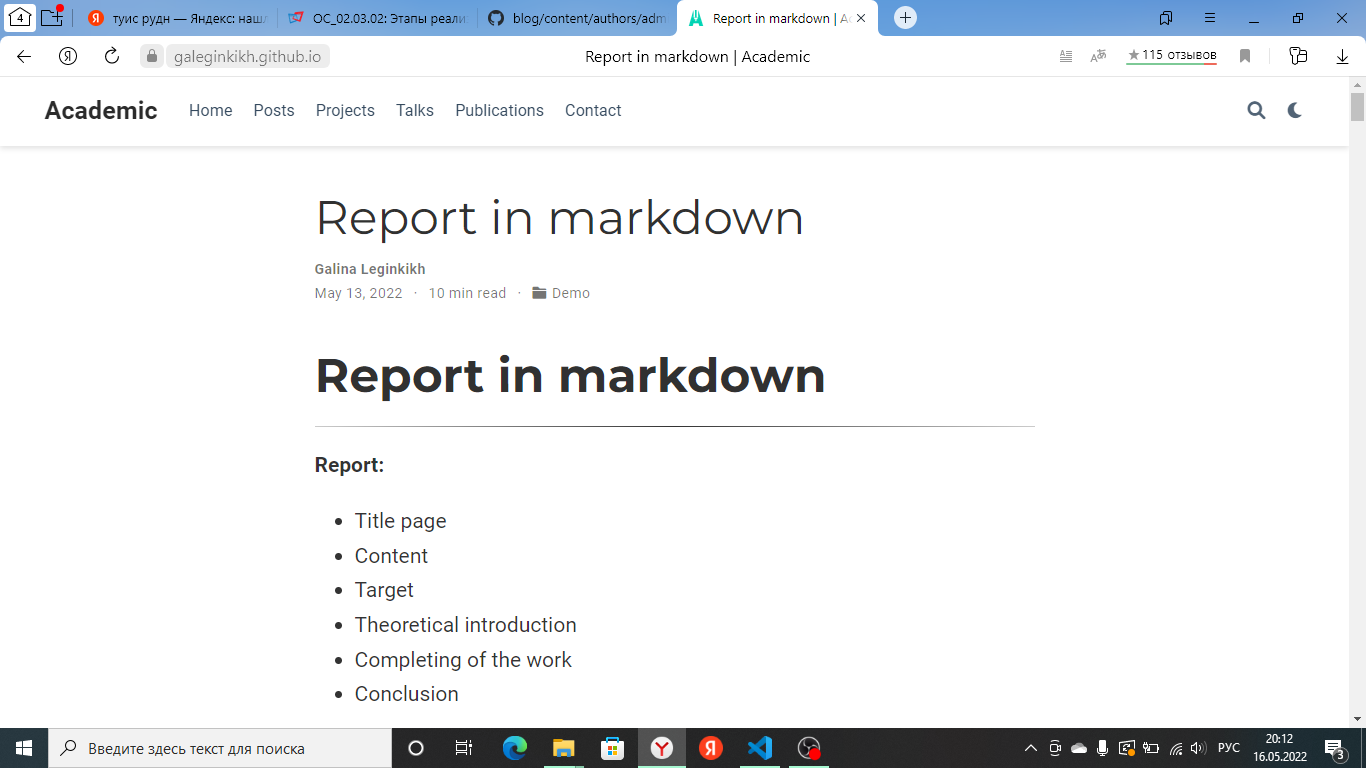 4
туис рудн — Яндекс: наш
ОС_02.03.02: Этапы реали
blog/content/authors/adm
Report in markdown | A
galeginkikh.github.io
Report in markdown | Academic
115 отзывов
Academic
Home
Posts
Projects
Talks
Publications
Contact
Report in markdown
Galina Leginkikh
May 13, 2022 · 10 min read · Demo
Report in markdown
Report:
• Title page
• Content
• Target
• Theoretical introduction
• Completing of the work
• Conclusion
Введите здесь текст для поиска
РУС
20:12
16.05.2022
3